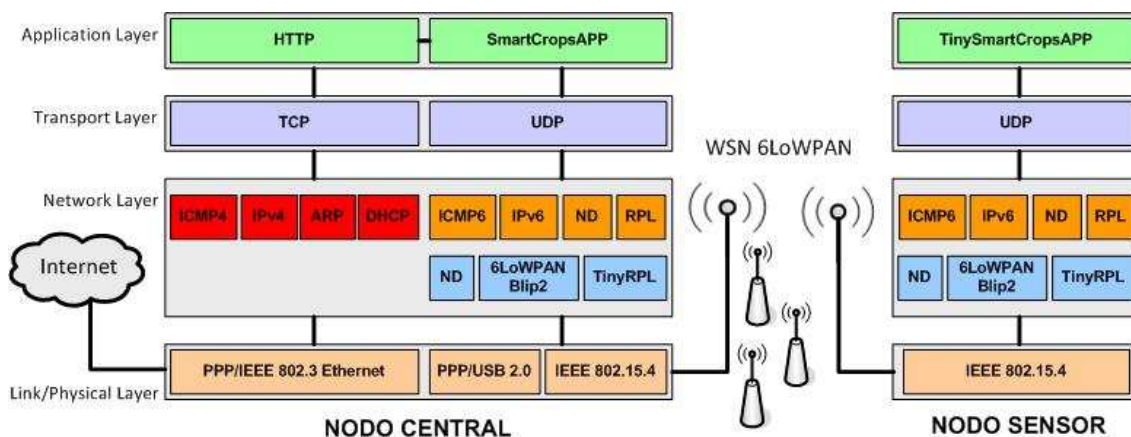 Application Layer
HTTP
SmartCropsAPP
TinySmartCropsAPP
Transport Layer
TCP
UDP
UDP
WSN 6LoWPAN
Network Layer
ICMP4
IPv4
ARP
DHCP
ICMP6
IPv6
ND
RPL
ICMP6
IPv6
ND
RPL
Internet
ND
6LoWPAN
Blip2
TinyRPL
ND
6LoWPAN
Blip2
TinyRPL
Link/Physical Layer
PPP/IEEE 802.3 Ethernet
PPP/USB 2.0
IEEE 802.15.4
IEEE 802.15.4
NODO CENTRAL
NODO SENSOR